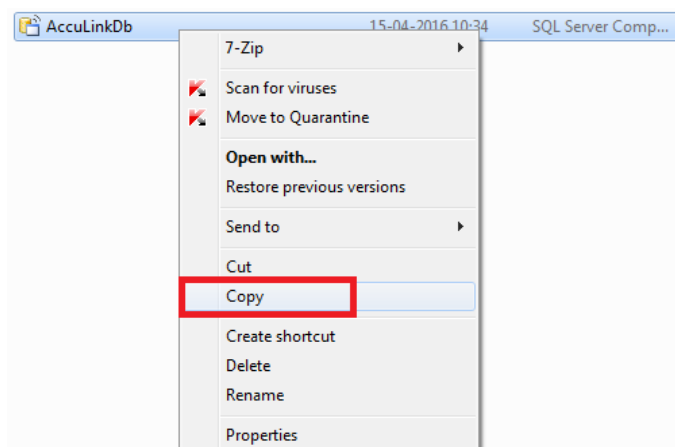 AccuLinkDb 15-04-2016 10:34 SQL Server Comp...
7-Zip
Scan for viruses
Move to Quarantine
Open with...
Restore previous versions
Send to
Cut
Copy
Create shortcut
Delete
Rename
Properties